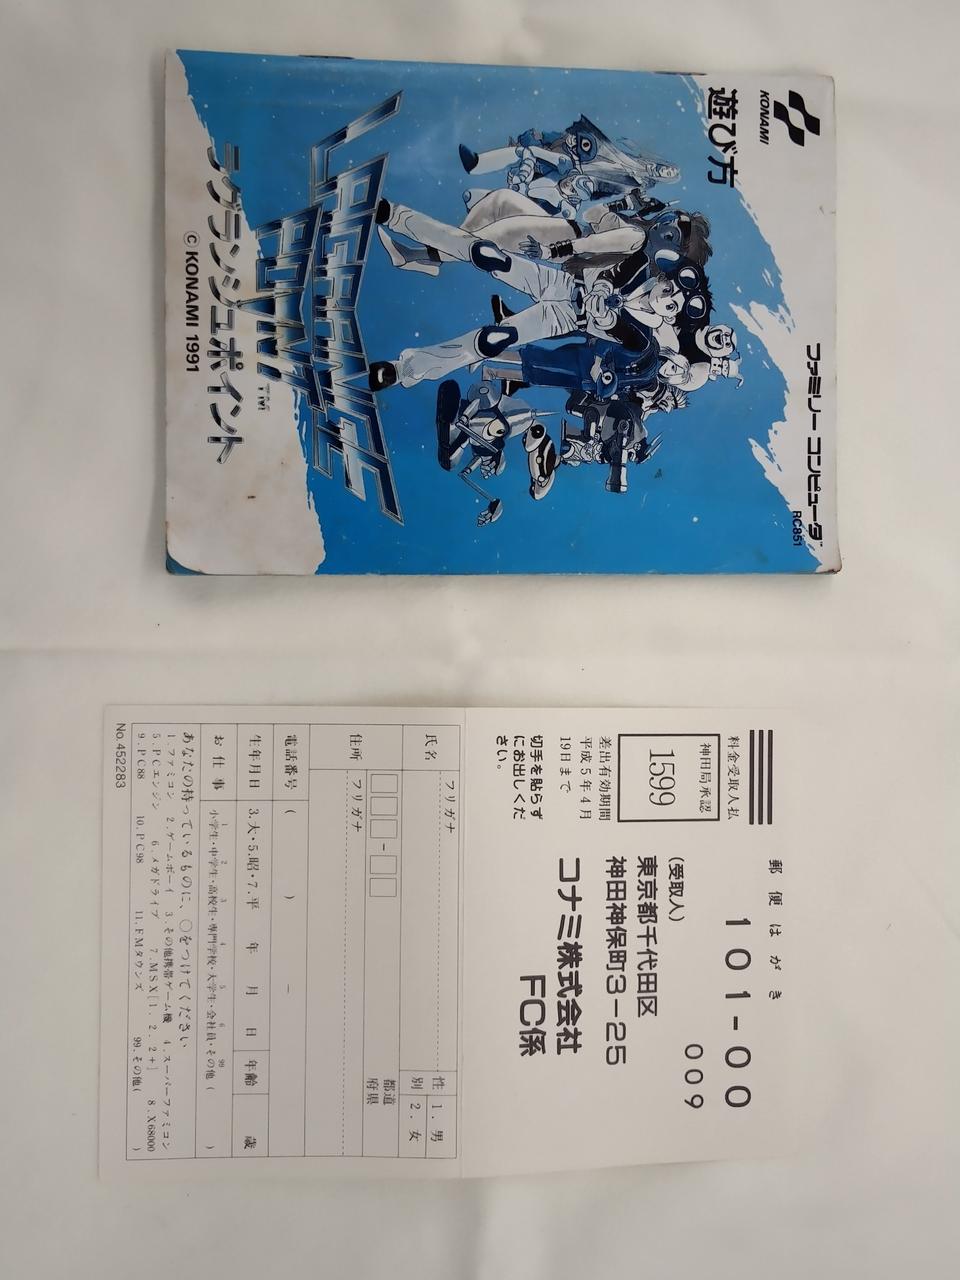 KONAMI
ファミリー コンピュータ™
RC851
遊び方
LAGRANGE
POINT
™
ラグランジュポイント
© KONAMI 1991
郵便はがき
101-00
009
料金受取人払
神田局承認
1599
差出有効期間
平成5年4月
19日まで
切手を貼らず
にお出しくだ
さい。
(受取人)
東京都千代田区
神田神保町3-25
コナミ株式会社
FC係
フリガナ
氏名
性別
1.男
2.女
住所
都道
府県
フリガナ
電話番号 ( ) －
生年月日 3.大・5.昭・7.平 年 月 日 年齢 歳
お仕事
1 2 3 4 5 6 99
小学生・中学生・高校生・専門学校・大学生・会社員・その他( )
あなたの持っているものに、○をつけてください
1.ファミコン 2.ゲームボーイ 3.その他携帯ゲーム機 4.スーパーファミコン
5.PCエンジン 6.メガドライブ 7.MSX[1.2.2+] 8.X68000
9.PC88 10.PC98 11.FMタウンズ 99.その他( )
No.452283